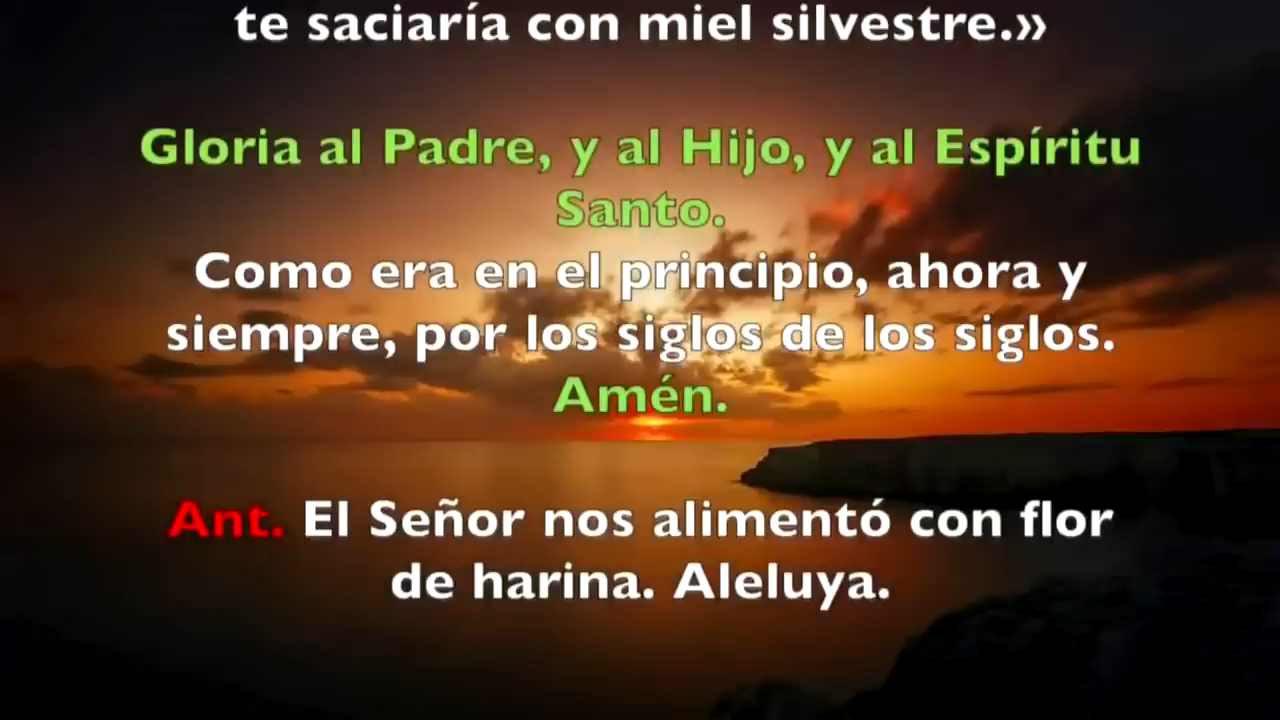 te saciaría con miel silvestre.»
Gloria al Padre, y al Hijo, y al Espíritu
Santo.
Como era en el principio, ahora y
siempre, por los siglos de los siglos.
Amén.
Ant. El Señor nos alimentó con flor
de harina. Aleluya.